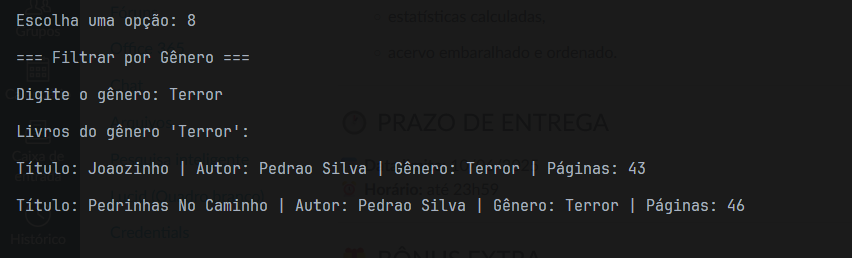 Escolha uma opção: 8
estatísticas calculadas.
=== Filtrar por Gênero ===
acervo embaralhado e ordenado.
Digite o gênero: Terror
PRAZO DE ENTREGA
Livros do gênero 'Terror':
Título: Joaozinho | Autor: Pedrao Silva | Gênero: Terror | Páginas: 43
Horário: até 23h59
Título: Pedrinhas No Caminho | Autor: Pedrao Silva | Gênero: Terror | Páginas: 46
Histórico
Credentials
BÔNUS EXTRA